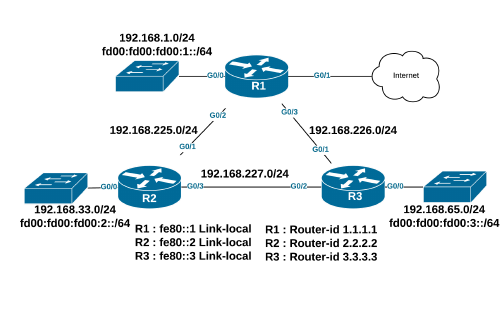 192.168.1.0/24
fd00:fd00:fd00:1::/64
G0/0
R1
G0/1
Internet
G0/2
G0/3
192.168.225.0/24
192.168.226.0/24
G0/1
G0/1
192.168.227.0/24
G0/0
R2
G0/3
G0/2
R3
G0/0
192.168.33.0/24
fd00:fd00:fd00:2::/64
192.168.65.0/24
fd00:fd00:fd00:3::/64
R1 : fe80::1 Link-local
R2 : fe80::2 Link-local
R3 : fe80::3 Link-local
R1 : Router-id 1.1.1.1
R2 : Router-id 2.2.2.2
R3 : Router-id 3.3.3.3